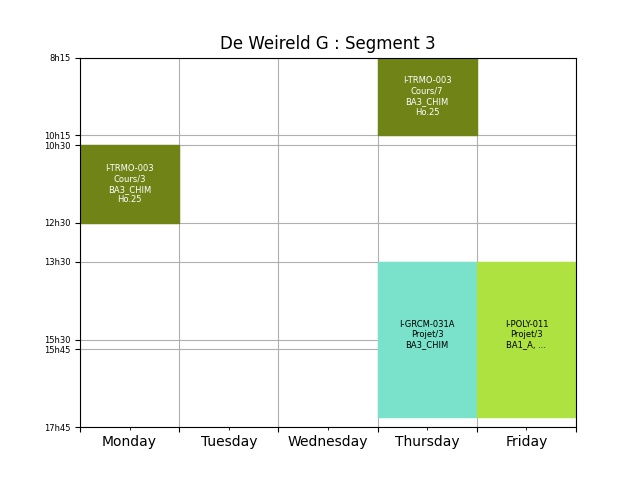 De Weireld G : Segment 3
8h15
10h15
10h30
12h30
13h30
15h30
15h45
17h45
I-TRMO-003
Cours/7
BA3_CHIM
Ho.25
I-TRMO-003
Cours/3
BA3_CHIM
Ho.25
I-GRCM-031A
Projet/3
BA3_CHIM
I-POLY-011
Projet/3
BA1_A, ...
Monday
Tuesday
Wednesday
Thursday
Friday